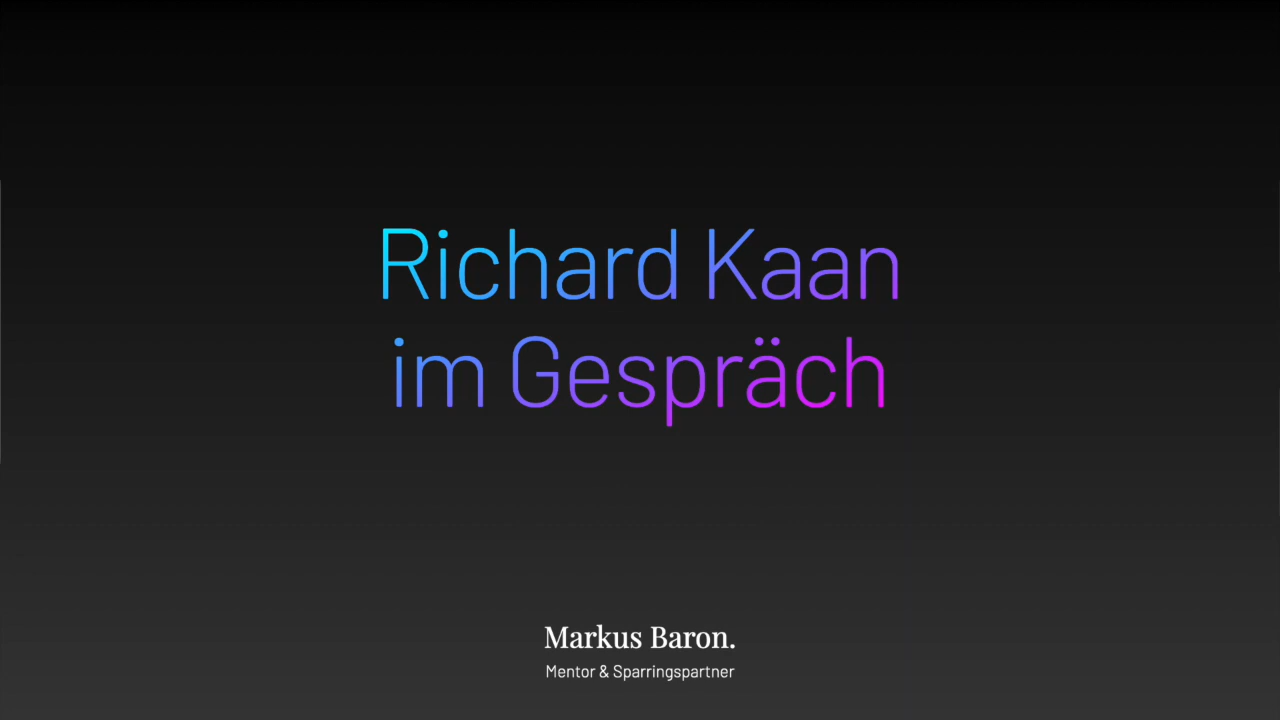 Richard Kaan
im Gespräch
Markus Baron.
Mentor & Sparringspartner